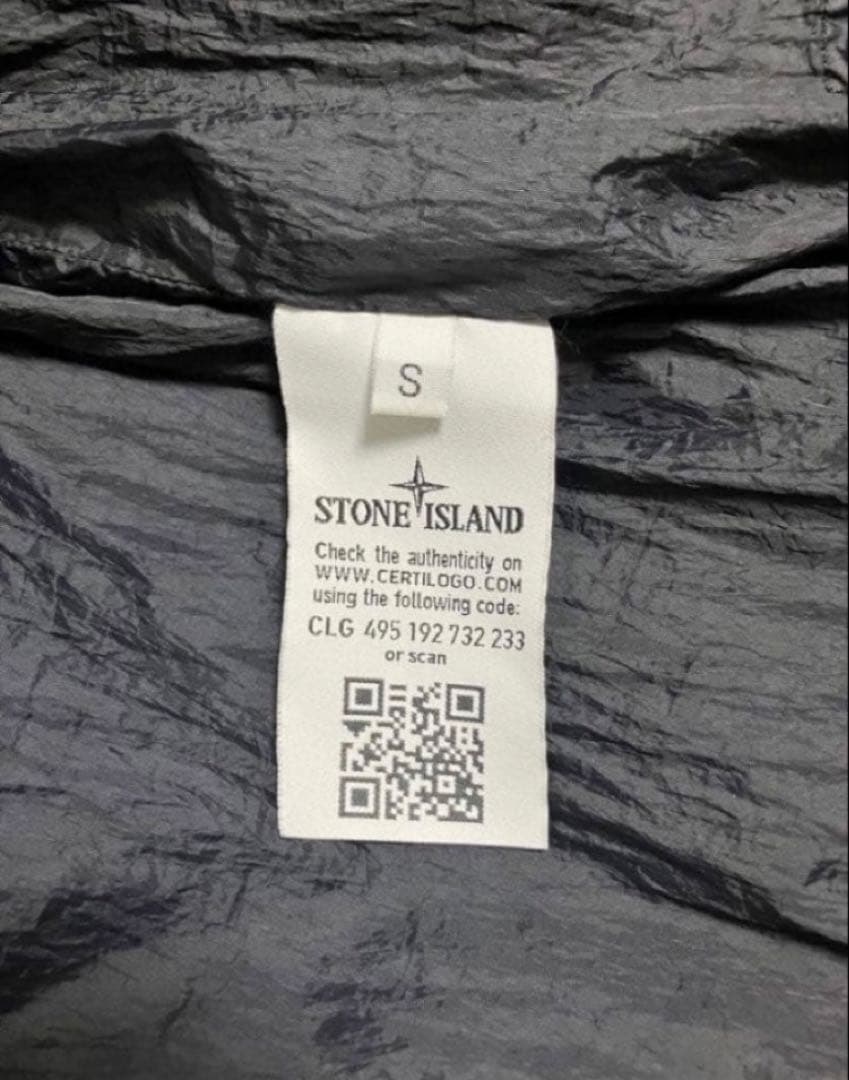 S
STONE ISLAND
Check the authenticity on
WWW.CERTILOGO.COM
using the following code:
CLG 495 192 732 233
or scan